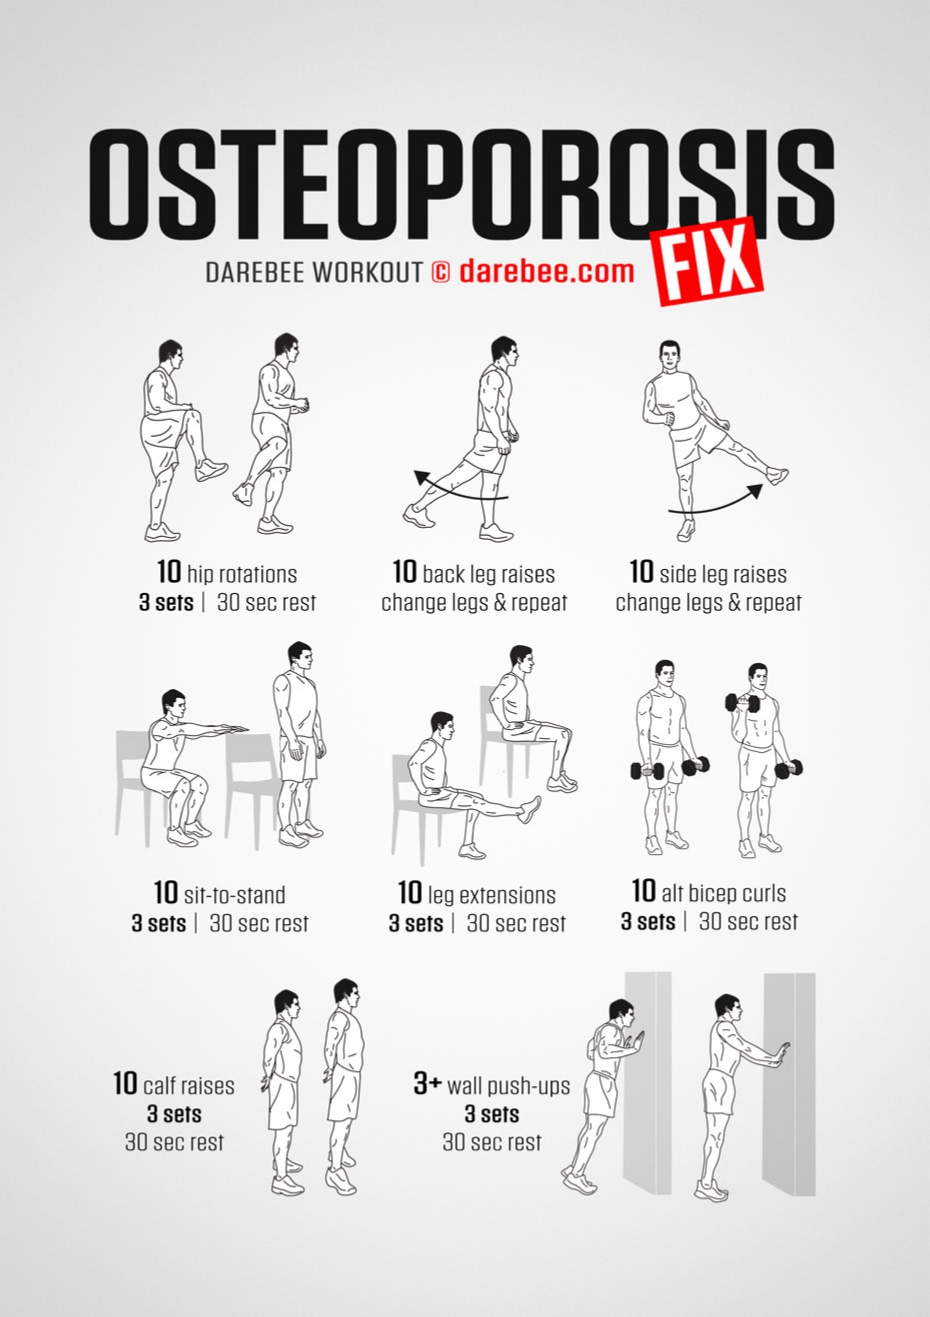 OSTEOPOROSIS
FIX
DAREBEE WORKOUT © darebee.com
10 hip rotations
3 sets | 30 sec rest
10 back leg raises
change legs & repeat
10 side leg raises
change legs & repeat
10 sit-to-stand
3 sets | 30 sec rest
10 leg extensions
3 sets | 30 sec rest
10 alt bicep curls
3 sets | 30 sec rest
10 calf raises
3 sets
30 sec rest
3+ wall push-ups
3 sets
30 sec rest